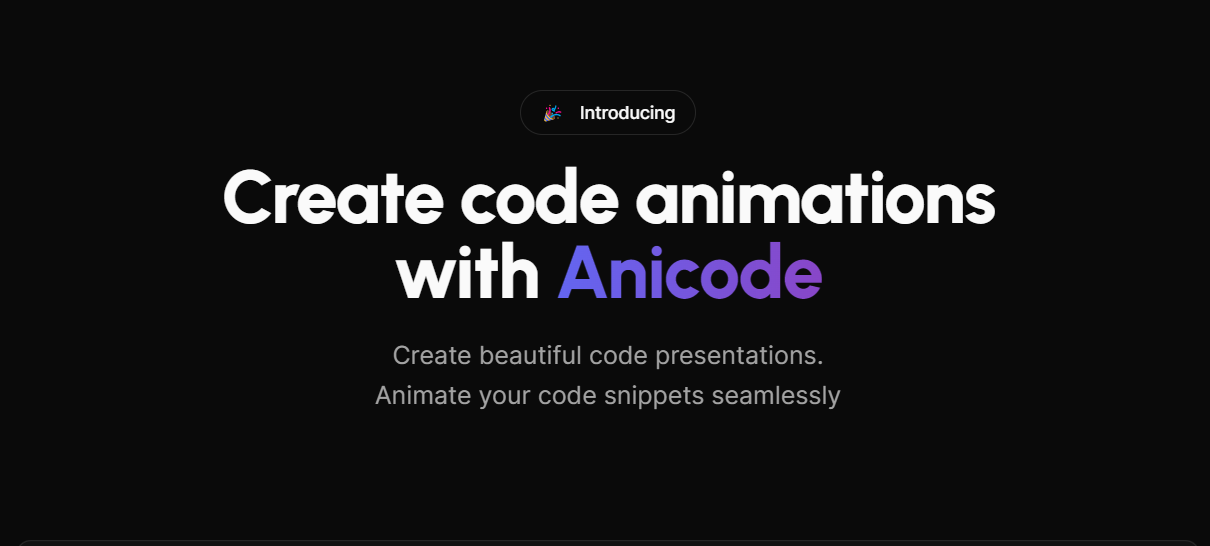 🎉 Introducing
Create code animations
with Anicode
Create beautiful code presentations.
Animate your code snippets seamlessly